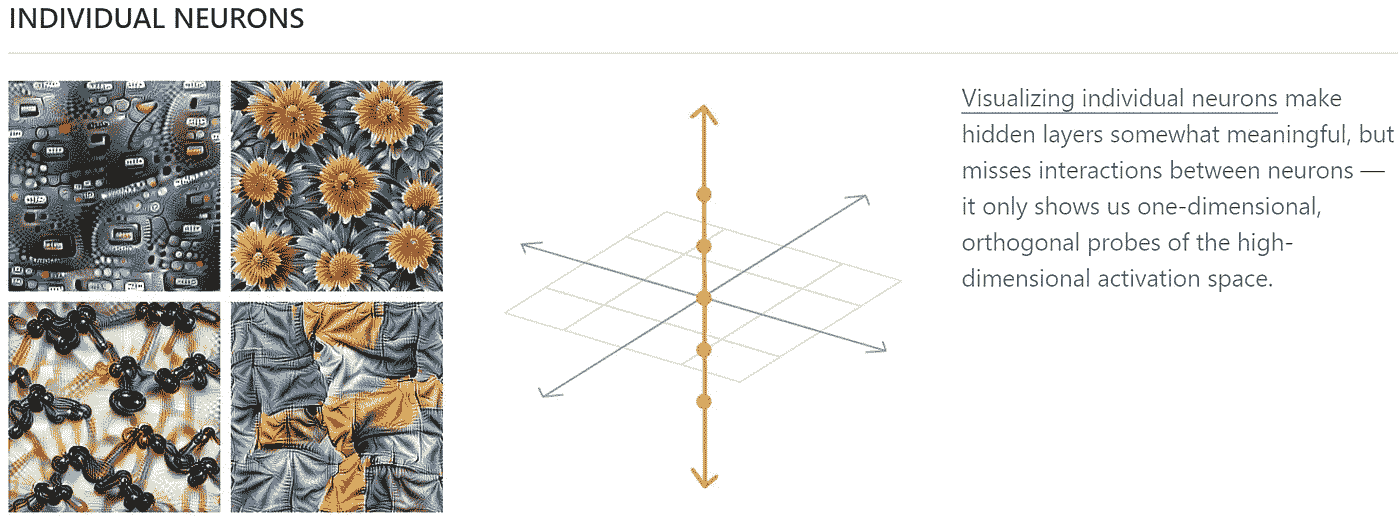 INDIVIDUAL NEURONS
Visualizing individual neurons make
hidden layers somewhat meaningful, but
misses interactions between neurons —
it only shows us one-dimensional,
orthogonal probes of the high-
dimensional activation space.